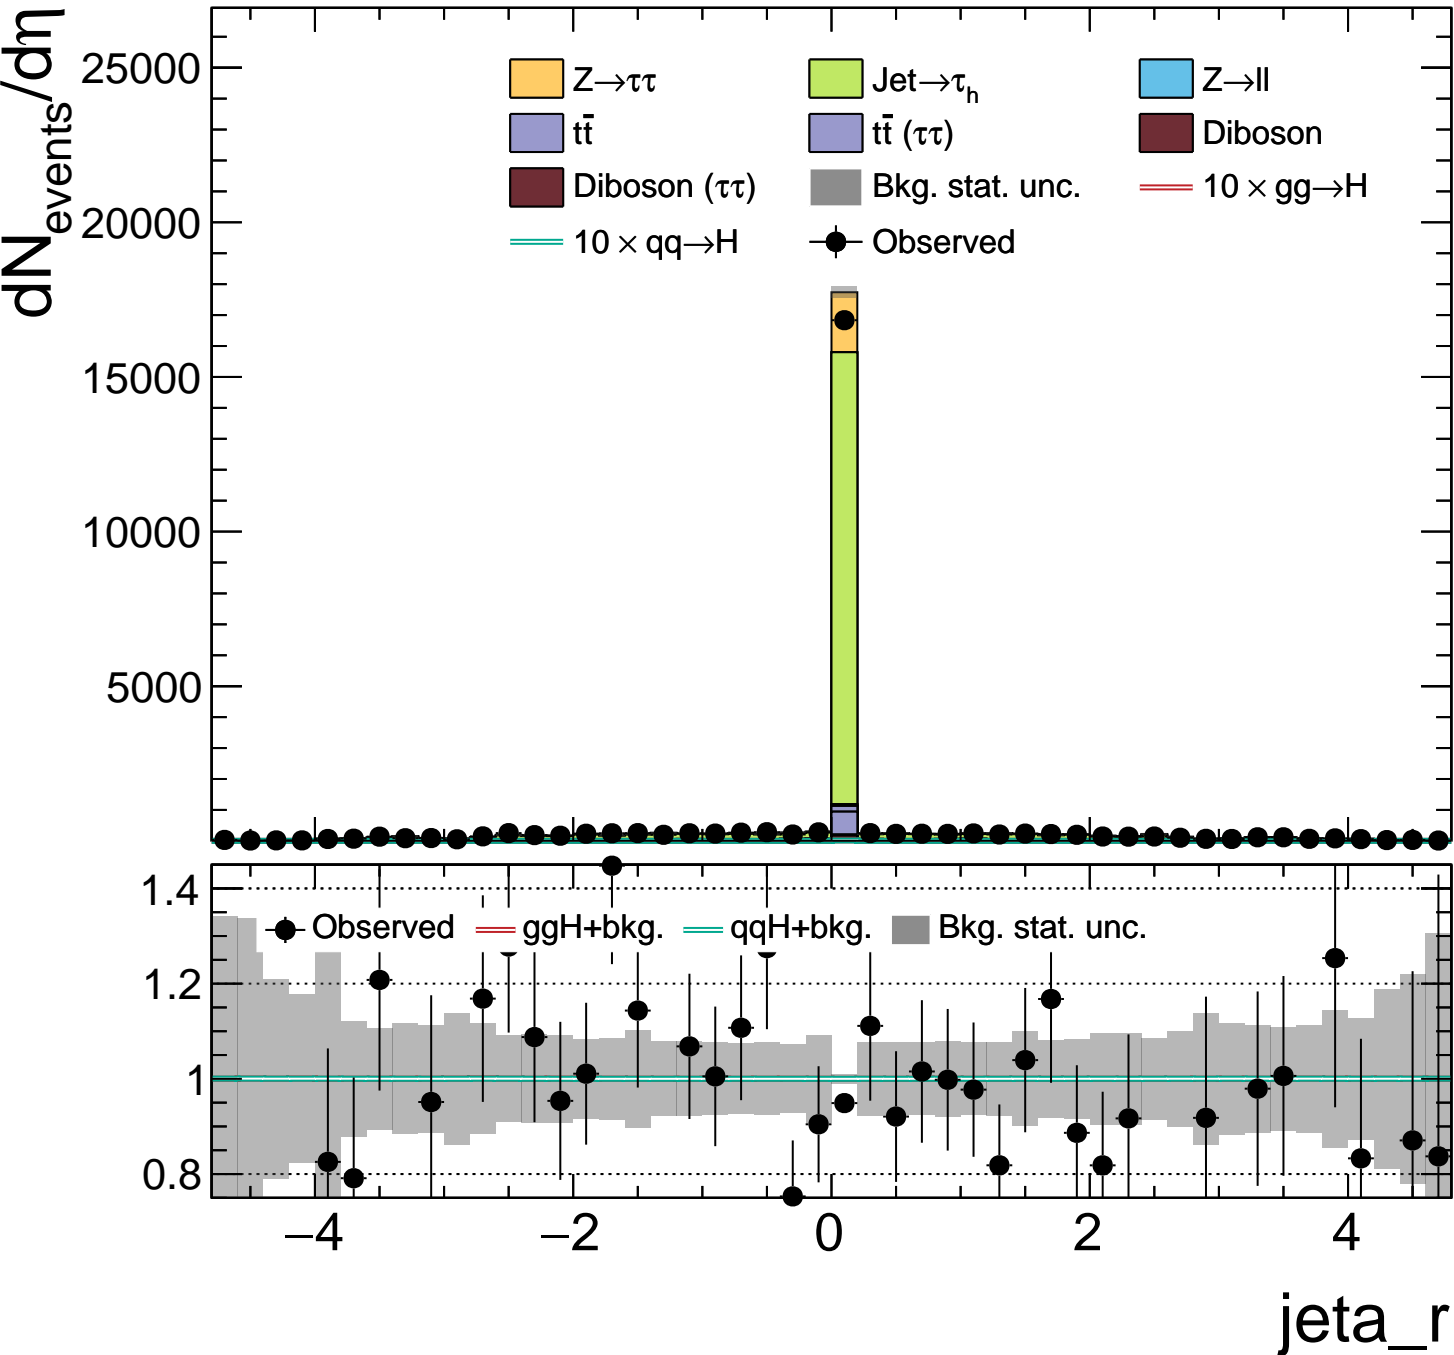 dN_events/dη
25000
20000
15000
10000
5000
Z→ττ
Jet→τ_h
Z→ll
tt̄
tt̄ (ττ)
Diboson
Diboson (ττ)
Bkg. stat. unc.
10 × gg→H
10 × qq→H
Observed
1.4
1.2
1
0.8
Observed
ggH+bkg.
qqH+bkg.
Bkg. stat. unc.
−4
−2
0
2
4
jeta_r